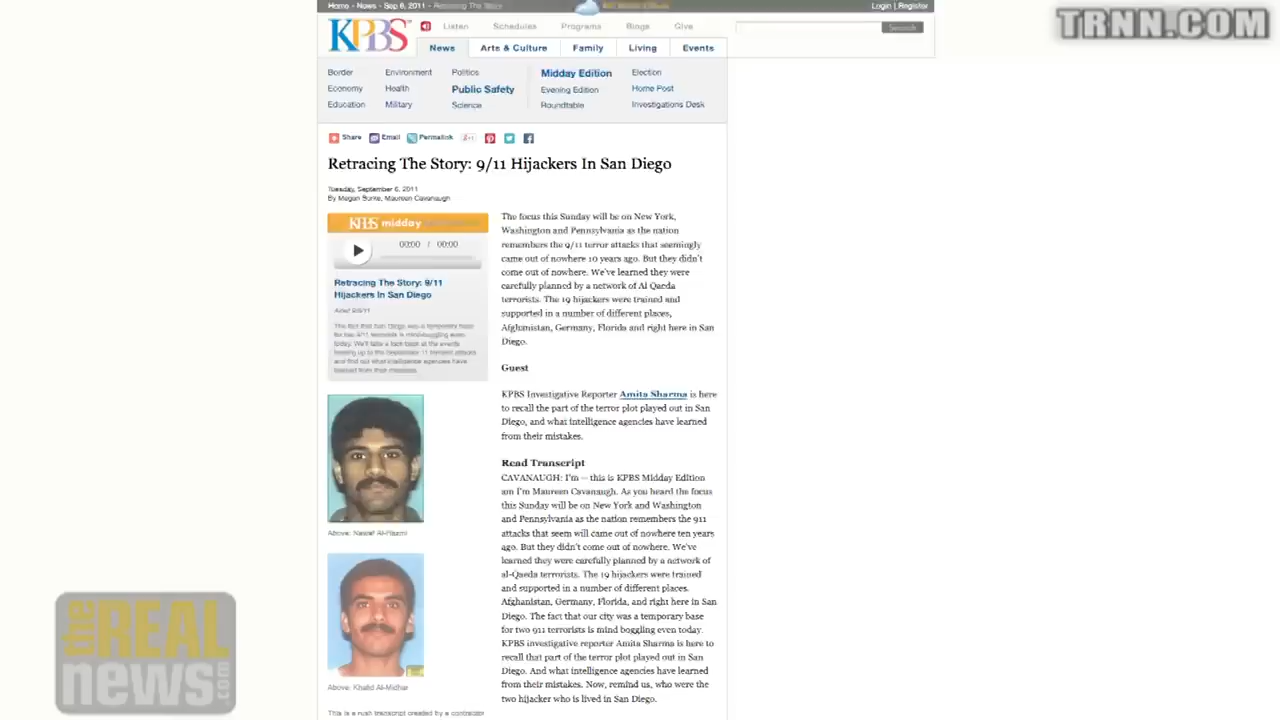 Home - News - Sep 6, 2011 - Retracing The Story
Login | Register
TRNN.COM
KPBS
Listen Schedules Programs Blogs Give
Search
News Arts & Culture Family Living Events
Border Environment Politics Midday Edition Election
Economy Health Public Safety Evening Edition Home Post
Education Military Science Roundtable Investigations Desk
Share Email Permalink
Retracing The Story: 9/11 Hijackers In San Diego
Tuesday, September 6, 2011
By Megan Burke, Maureen Cavanaugh
KPBS midday
00:00 / 00:00
Retracing The Story: 9/11
Hijackers In San Diego
Above: Nawaf Al-Hazmi
Above: Khalid Al-Midhar
This is a rush transcript created by a contractor
The focus this Sunday will be on New York,
Washington and Pennsylvania as the nation
remembers the 9/11 terror attacks that seemingly
came out of nowhere 10 years ago. But they didn't
come out of nowhere. We've learned they were
carefully planned by a network of Al Qaeda
terrorists. The 19 hijackers were trained and
supported in a number of different places,
Afghanistan, Germany, Florida and right here in San
Diego.
Guest
KPBS Investigative Reporter Amita Sharma is here
to recall the part of the terror plot played out in San
Diego, and what intelligence agencies have learned
from their mistakes.
Read Transcript
CAVANAUGH: I'm -- this is KPBS Midday Edition
am I'm Maureen Cavanaugh. As you heard the focus
this Sunday will be on New York and Washington
and Pennsylvania as the nation remembers the 911
attacks that seem will came out of nowhere ten years
ago. But they didn't come out of nowhere. We've
learned they were carefully planned by a network of
al-Qaeda terrorists. The 19 hijackers were trained
and supported in a number of different places.
Afghanistan, Germany, Florida, and right here in San
Diego. The fact that our city was a temporary base
for two 911 terrorists is mind boggling even today.
KPBS investigative reporter Amita Sharma is here to
recall that part of the terror plot played out in San
Diego. And what intelligence agencies have learned
from their mistakes. Now, remind us, who were the
two hijacker who is lived in San Diego.
the REAL
news.com